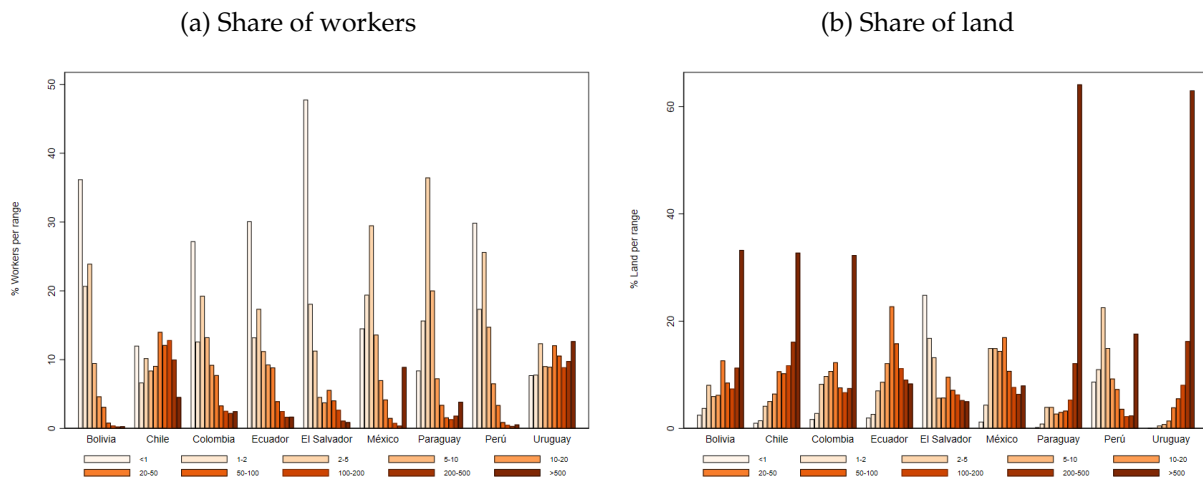 (a) Share of workers
(b) Share of land
% Workers per range
0
10
20
30
40
50
Bolivia Chile Colombia Ecuador El Salvador México Paraguay Perú Uruguay
<1 1-2 2-5 5-10 10-20
20-50 50-100 100-200 200-500 >500
% Land per range
0
20
40
60
Bolivia Chile Colombia Ecuador El Salvador México Paraguay Perú Uruguay
<1 1-2 2-5 5-10 10-20
20-50 50-100 100-200 200-500 >500